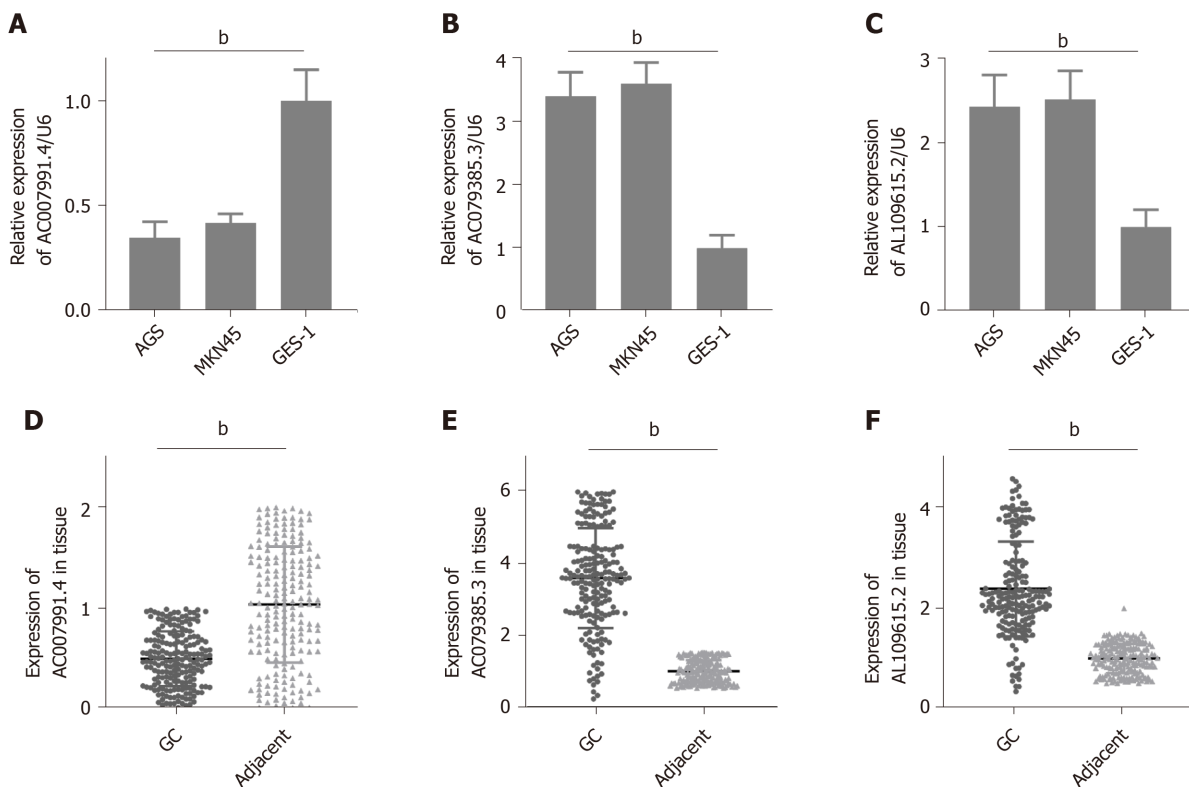 A
b
Relative expression
of AC007991.4/U6
1.0
0.5
0.0
AGS
MKN45
GES-1
B
b
Relative expression
of AC079385.3/U6
4
3
2
1
0
AGS
MKN45
GES-1
C
b
Relative expression
of AL109615.2/U6
3
2
1
0
AGS
MKN45
GES-1
D
b
Expression of
AC007991.4 in tissue
2
1
0
GC
Adjacent
E
b
Expression of
AC079385.3 in tissue
6
4
2
0
GC
Adjacent
F
b
Expression of
AL109615.2 in tissue
4
2
0
GC
Adjacent